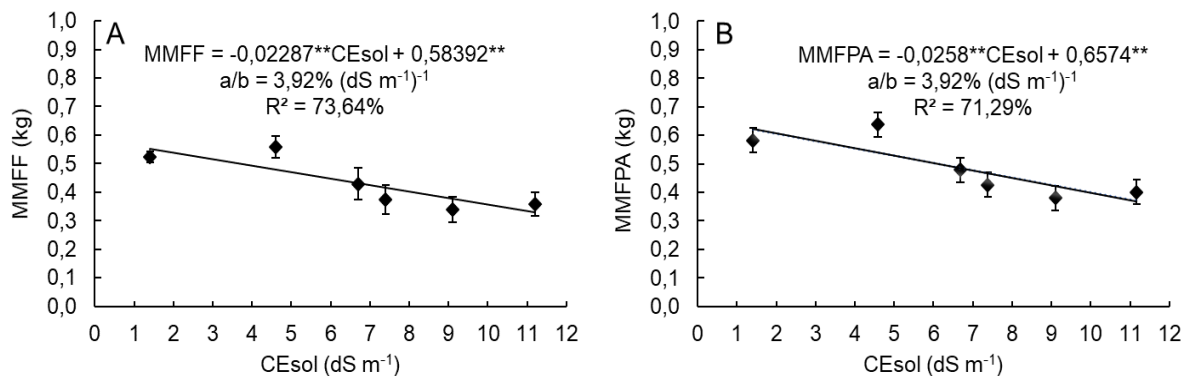 A
MMFF = -0,02287**CEsol + 0,58392**
a/b = 3,92% (dS m⁻¹)⁻¹
R² = 73,64%
1,0
0,9
0,8
0,7
0,6
0,5
0,4
0,3
0,2
0,1
0,0
MMFF (kg)
0 1 2 3 4 5 6 7 8 9 10 11 12
CEsol (dS m⁻¹)
B
MMFPA = -0,0258**CEsol + 0,6574**
a/b = 3,92% (dS m⁻¹)⁻¹
R² = 71,29%
1,0
0,9
0,8
0,7
0,6
0,5
0,4
0,3
0,2
0,1
0,0
MMFPA (kg)
0 1 2 3 4 5 6 7 8 9 10 11 12
CEsol (dS m⁻¹)